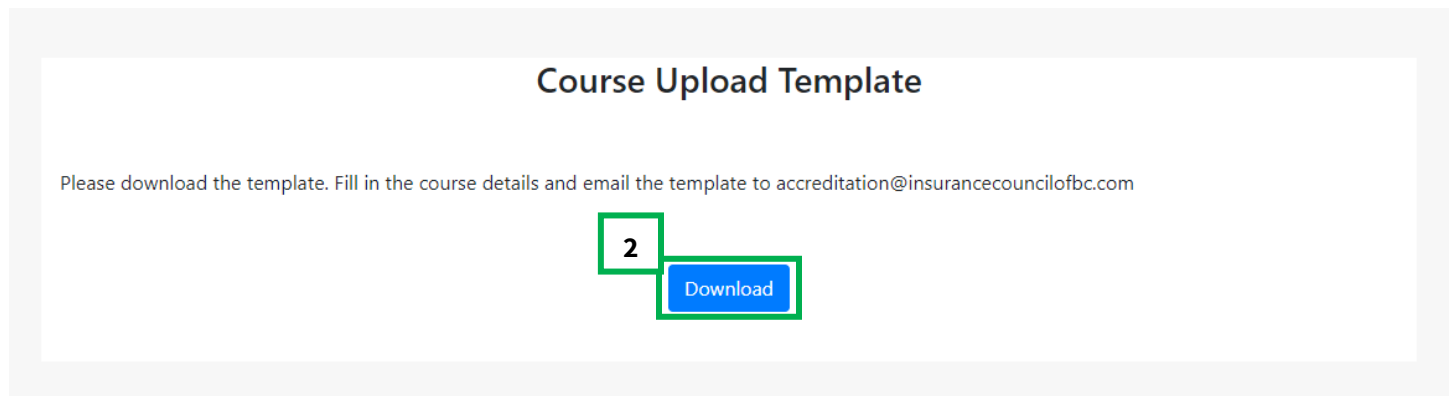 Course Upload Template
Please download the template. Fill in the course details and email the template to accreditation@insurancecouncilofbc.com
2
Download